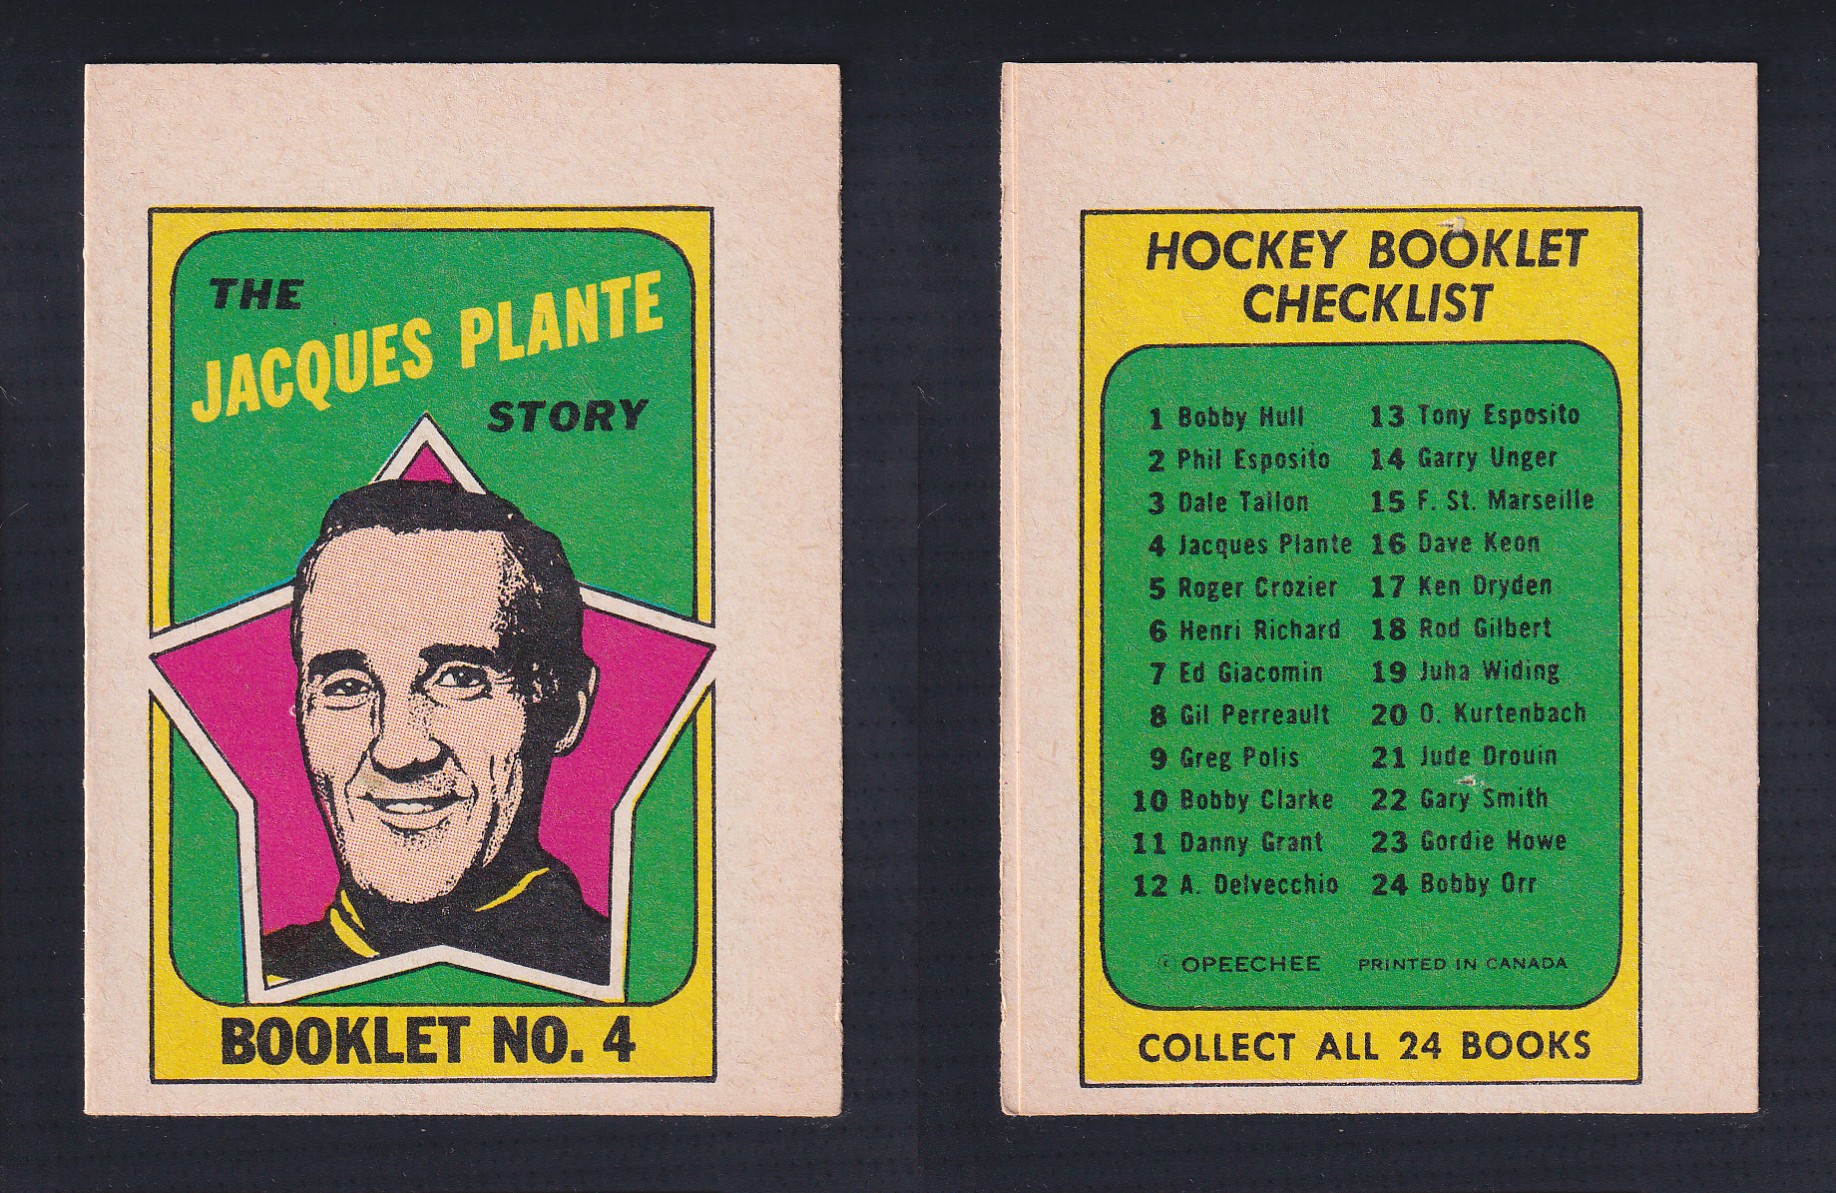 THE
JACQUES PLANTE
STORY
BOOKLET NO. 4
HOCKEY BOOKLET
CHECKLIST
1 Bobby Hull
2 Phil Esposito
3 Dale Tallon
4 Jacques Plante
5 Roger Crozier
6 Henri Richard
7 Ed Giacomin
8 Gil Perreault
9 Greg Polis
10 Bobby Clarke
11 Danny Grant
12 A. Delvecchio
13 Tony Esposito
14 Garry Unger
15 F. St. Marseille
16 Dave Keon
17 Ken Dryden
18 Rod Gilbert
19 Juha Widing
20 O. Kurtenbach
21 Jude Drouin
22 Gary Smith
23 Gordie Howe
24 Bobby Orr
© OPEECHEE PRINTED IN CANADA
COLLECT ALL 24 BOOKS